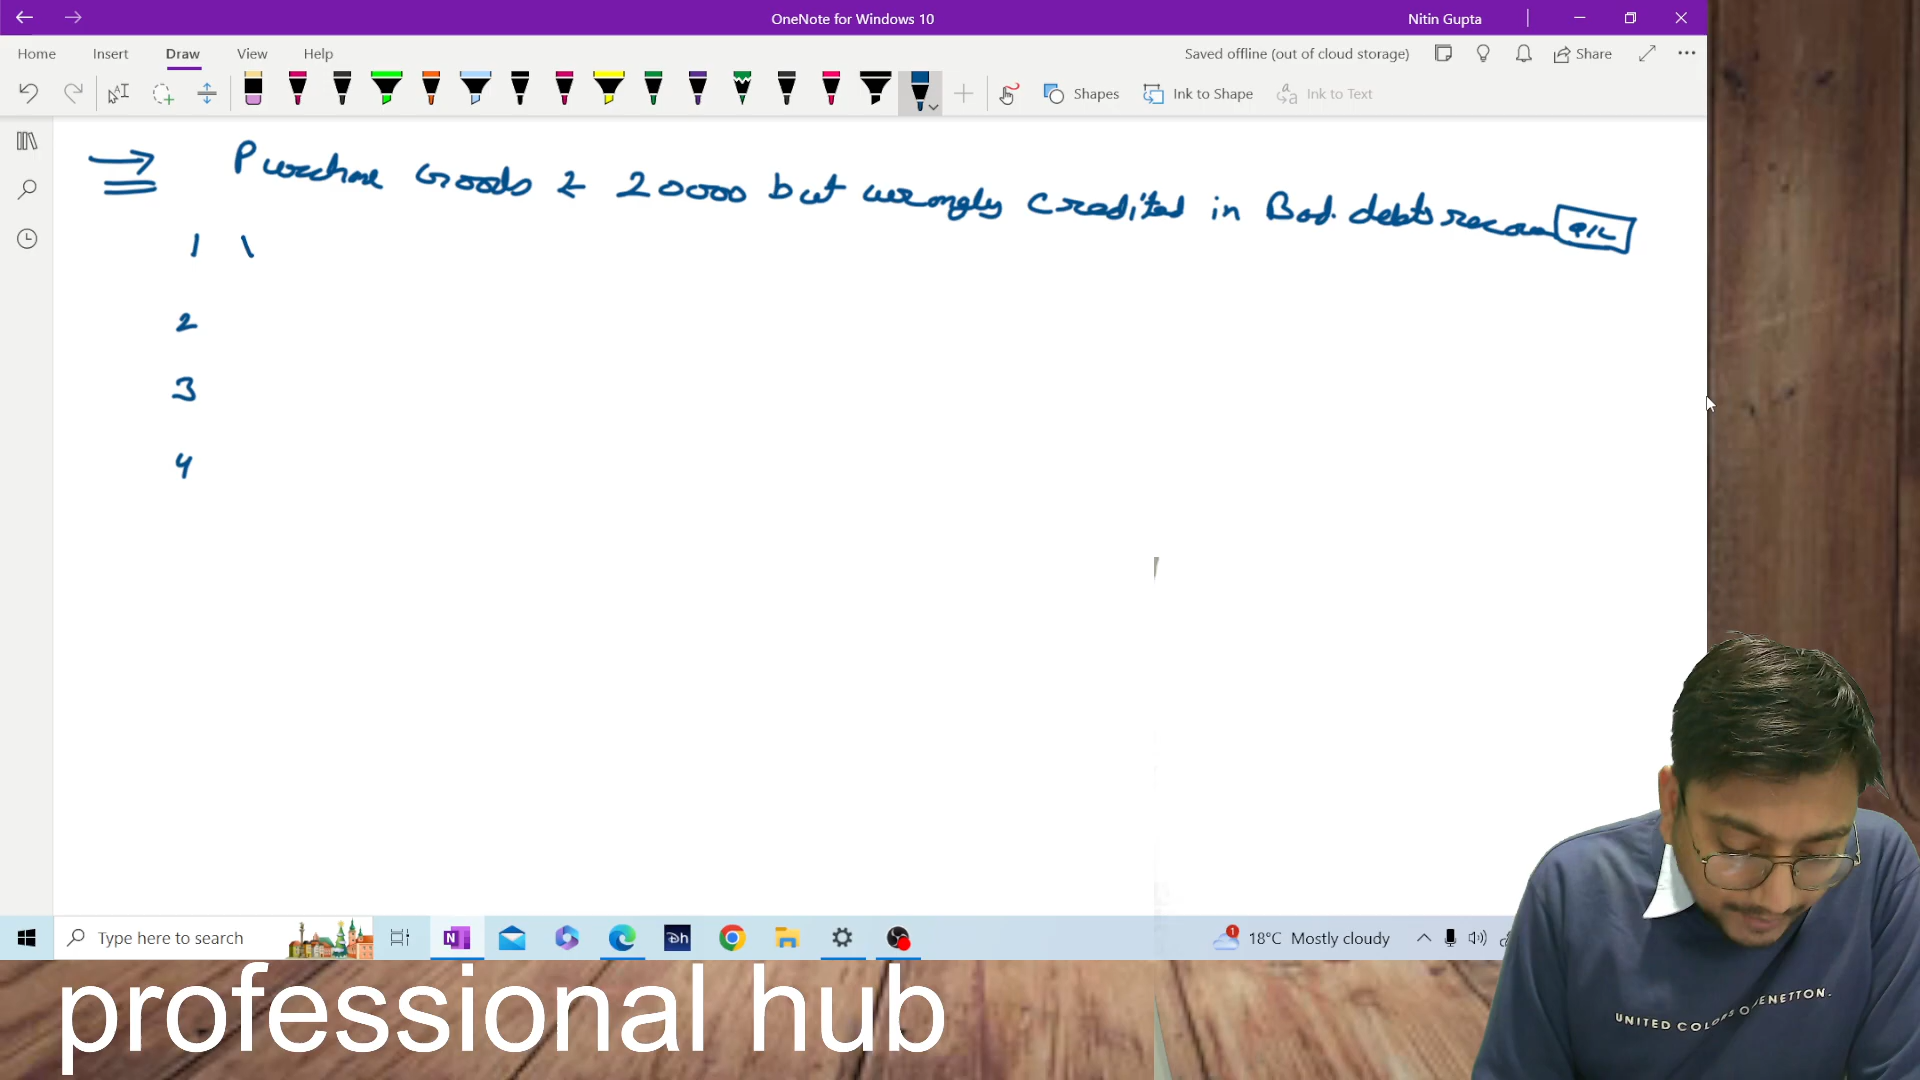 OneNote for Windows 10
Nitin Gupta
Home Insert Draw View Help
Saved offline (out of cloud storage)
Share
Shapes Ink to Shape Ink to Text
Purchase Goods ₹ 20000 but wrongly Credited in Bad. debts
1
2
3
4
Type here to search
N
Dh
1
18°C Mostly cloudy
professional hub
UNITED COLORS OF BENETTON.